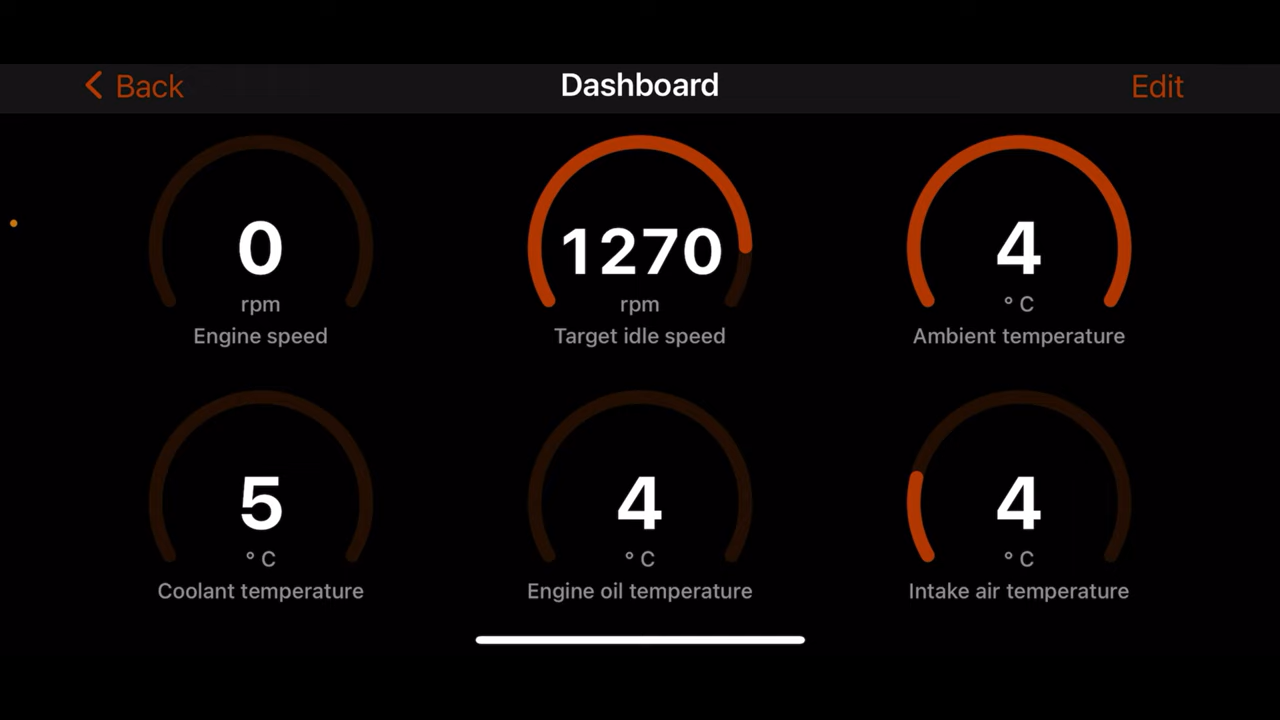 Back
Dashboard
Edit
0
rpm
Engine speed
1270
rpm
Target idle speed
4
° C
Ambient temperature
5
° C
Coolant temperature
4
° C
Engine oil temperature
4
° C
Intake air temperature